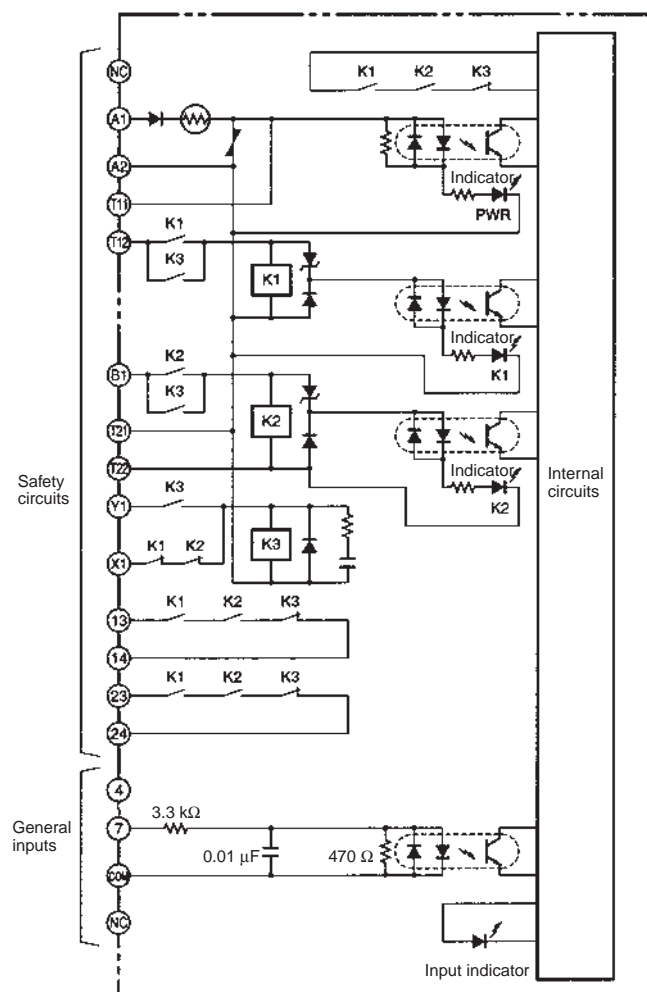 NC
K1 K2 K3
A1
A2
Indicator
PWR
T11
T12
K1
K3
K1
Indicator
K1
B1
K2
K3
T21
K2
T22
Indicator
K2
Internal
circuits
Safety
circuits
Y1
K3
K3
X1
K1 K2
13
K1 K2 K3
14
23
K1 K2 K3
24
4
General
inputs
7
3.3 kΩ
0.01 µF
470 Ω
COM
NC
Input indicator